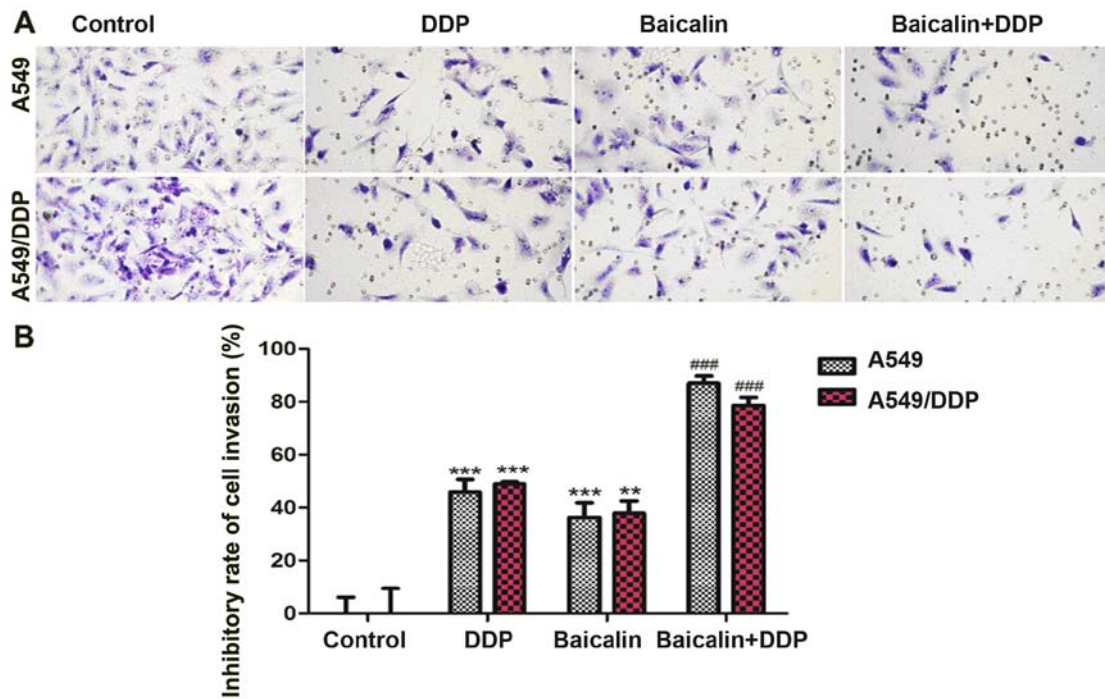 A
Control DDP Baicalin Baicalin+DDP
A549
A549/DDP
B
Inhibitory rate of cell invasion (%)
100
80
60
40
20
0
*** ***
*** **
### ###
Control DDP Baicalin Baicalin+DDP
A549
A549/DDP